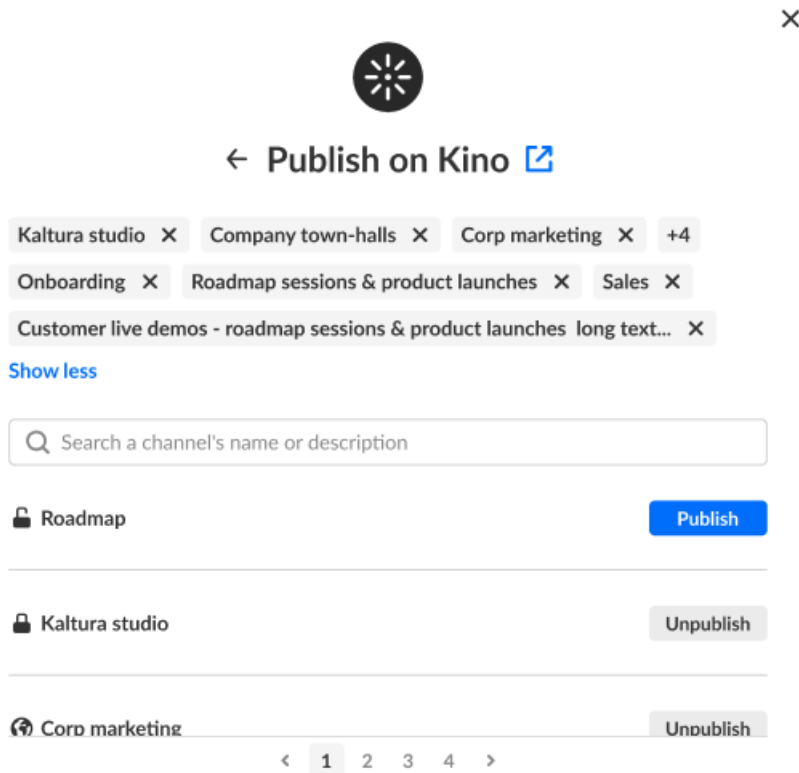 Publish on Kino
Kaltura studio Company town-halls Corp marketing +4
Onboarding Roadmap sessions & product launches Sales
Customer live demos - roadmap sessions & product launches long text...
Show less
Search a channel's name or description
Roadmap Publish
Kaltura studio Unpublish
Corp marketing Unpublish
1 2 3 4